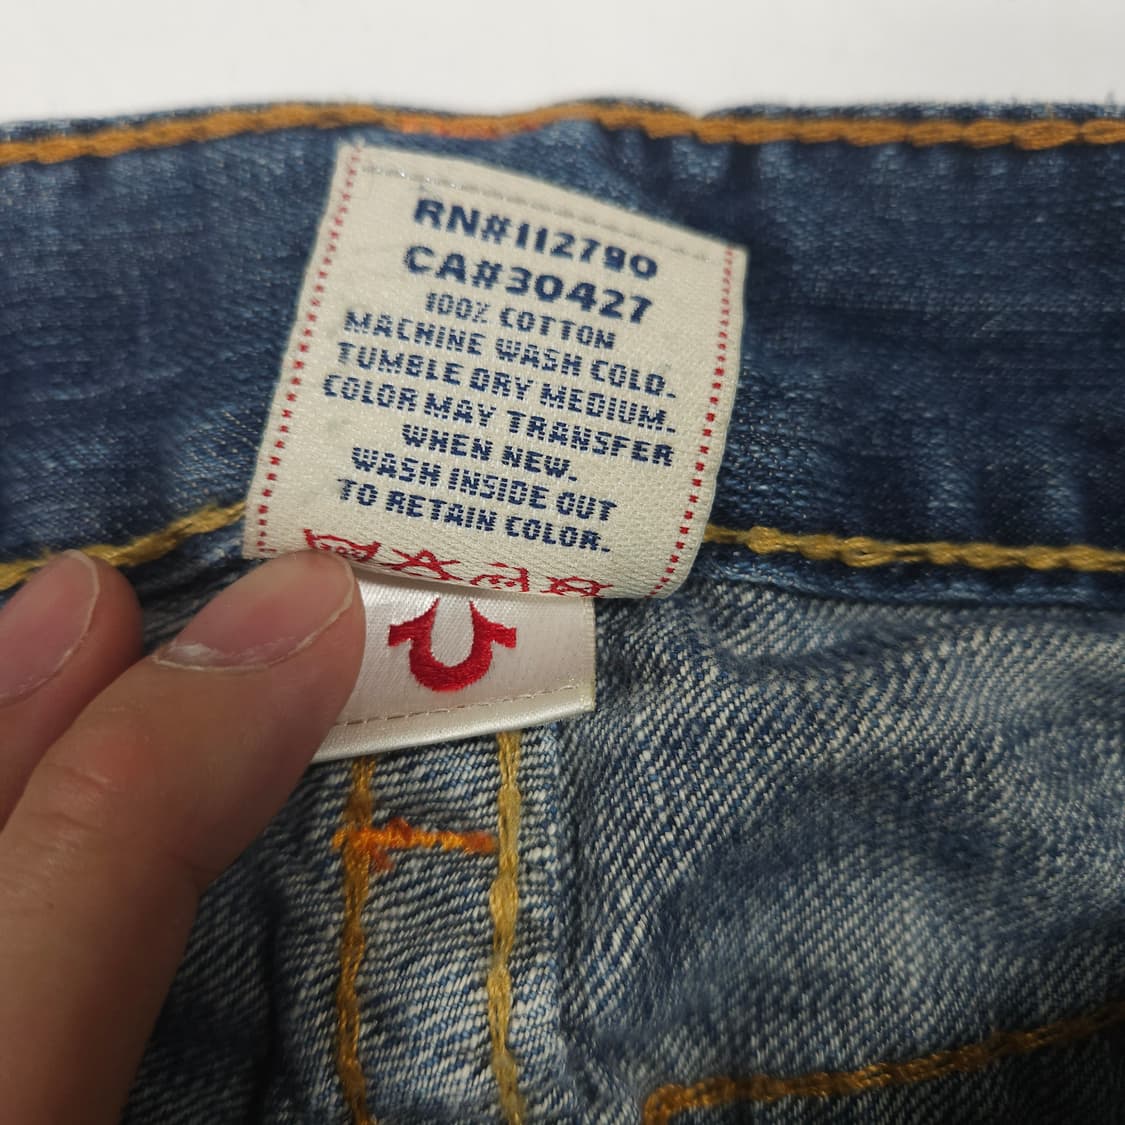 RN#112790
CA#30427
100% COTTON
MACHINE WASH COLD.
TUMBLE DRY MEDIUM.
COLOR MAY TRANSFER
WHEN NEW.
WASH INSIDE OUT
TO RETAIN COLOR.